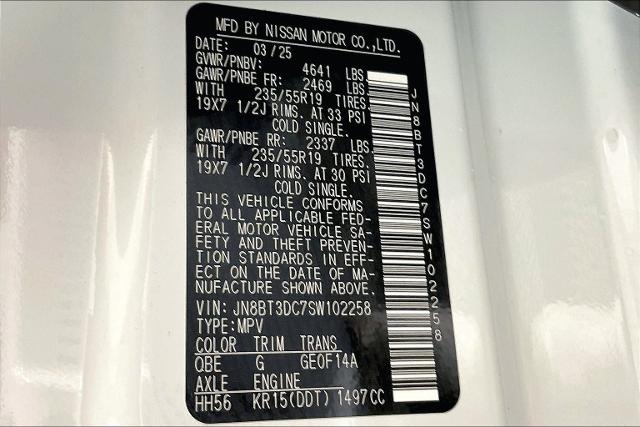 MFD BY NISSAN MOTOR CO.,LTD.
DATE: 03/25
GVWR/PNBV: 4641 LBS
GAWR/PNBE FR: 2469 LBS
WITH 235/55R19 TIRES.
19X7 1/2J RIMS. AT 33 PSI
COLD SINGLE.
GAWR/PNBE RR: 2337 LBS
WITH 235/55R19 TIRES.
19X7 1/2J RIMS. AT 30 PSI
COLD SINGLE.
THIS VEHICLE CONFORMS
TO ALL APPLICABLE FED-
ERAL MOTOR VEHICLE SA-
FETY AND THEFT PREVEN-
TION STANDARDS IN EFF-
ECT ON THE DATE OF MA-
NUFACTURE SHOWN ABOVE.
VIN: JN8BT3DC7SW102258
TYPE:MPV
COLOR TRIM TRANS
QBE G GE0F14A
AXLE ENGINE
HH56 KR15(DDT) 1497CC
JN8BT3DC7SW102258